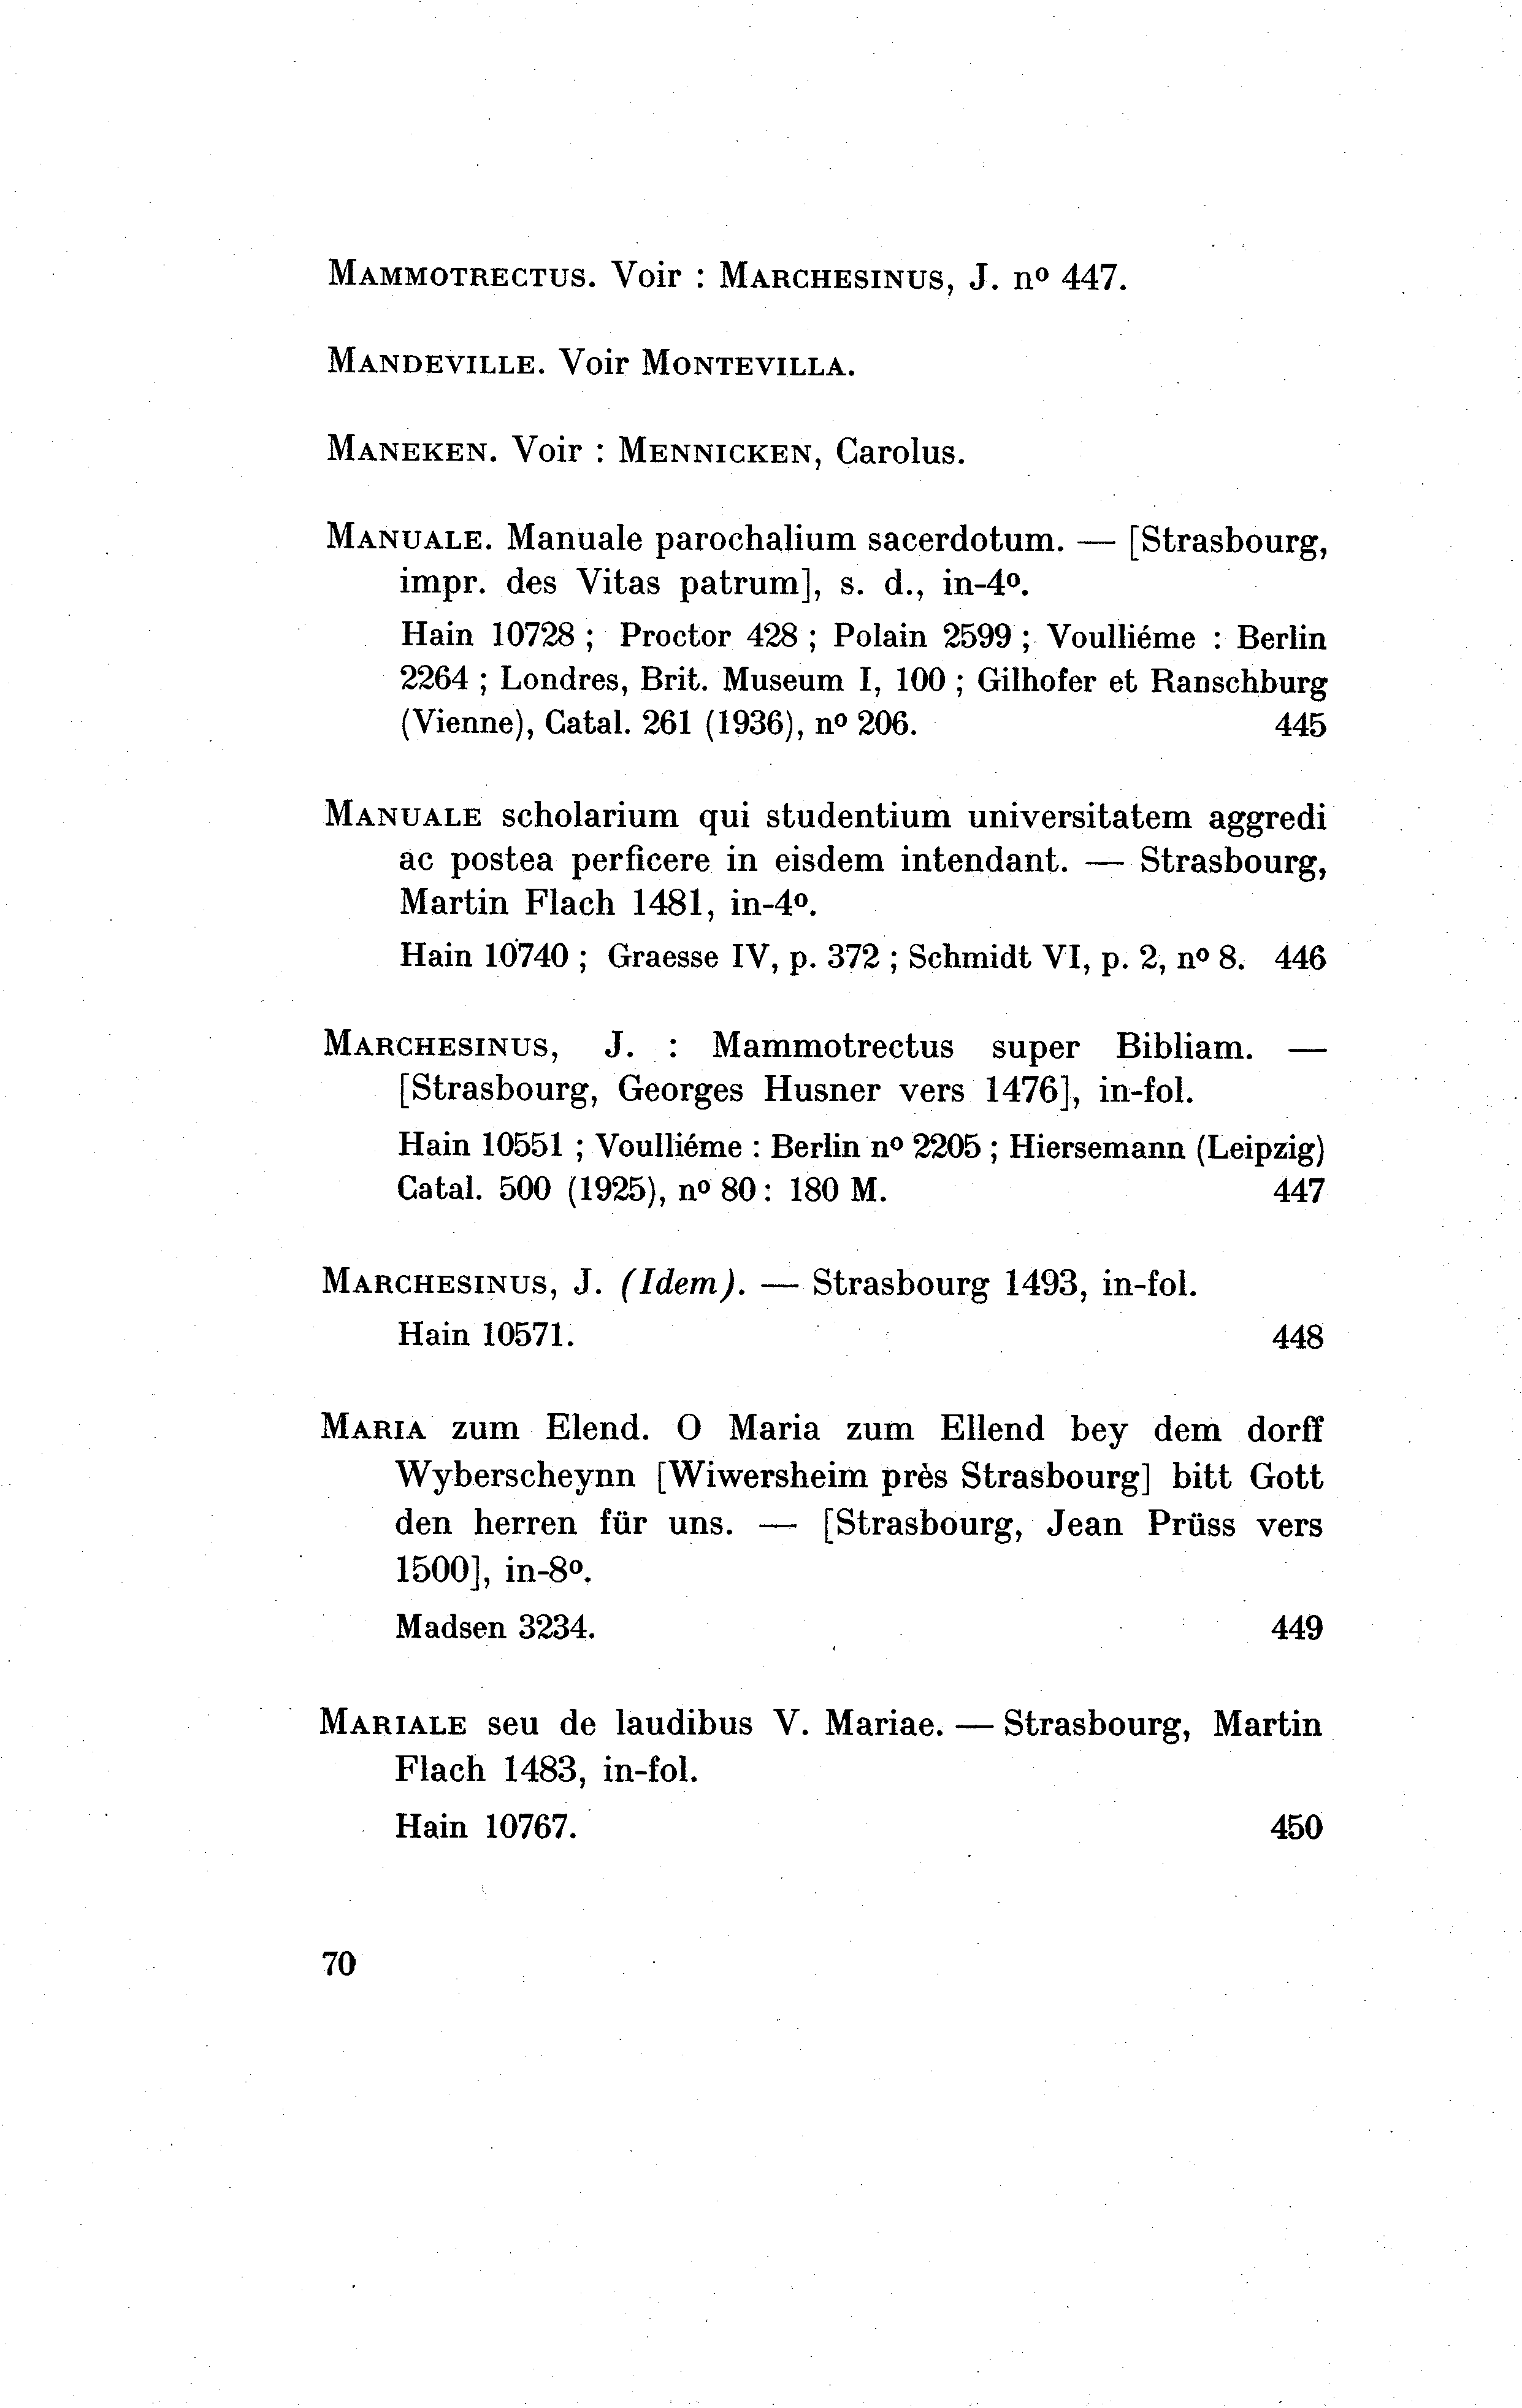 MAMMOTRECTUS. Voir : MARCHESINUS, J. nº 447.
MANDEVILLE. Voir MONTEVILLA.
MANEKEN. Voir : MENNICKEN, Carolus.
MANUALE. Manuale parochalium sacerdotum. — [Strasbourg,
impr. des Vitas patrum], s. d., in-4º.
Hain 10728 ; Proctor 428 ; Polain 2599 ; Voulliéme : Berlin
2264 ; Londres, Brit. Museum I, 100 ; Gilhofer et Ranschburg
(Vienne), Catal. 261 (1936), nº 206. 445
MANUALE scholarium qui studentium universitatem aggredi
ac postea perficere in eisdem intendant. — Strasbourg,
Martin Flach 1481, in-4º.
Hain 10740 ; Graesse IV, p. 372 ; Schmidt VI, p. 2, nº 8. 446
MARCHESINUS, J. : Mammotrectus super Bibliam. —
[Strasbourg, Georges Husner vers 1476], in-fol.
Hain 10551 ; Voulliéme : Berlin nº 2205 ; Hiersemann (Leipzig)
Catal. 500 (1925), nº 80 : 180 M. 447
MARCHESINUS, J. (Idem). — Strasbourg 1493, in-fol.
Hain 10571. 448
MARIA zum Elend. O Maria zum Ellend bey dem dorff
Wyberscheynn [Wiwersheim près Strasbourg] bitt Gott
den herren für uns. — [Strasbourg, Jean Prüss vers
1500], in-8º.
Madsen 3234. 449
MARIALE seu de laudibus V. Mariae. — Strasbourg, Martin
Flach 1483, in-fol.
Hain 10767. 450
70